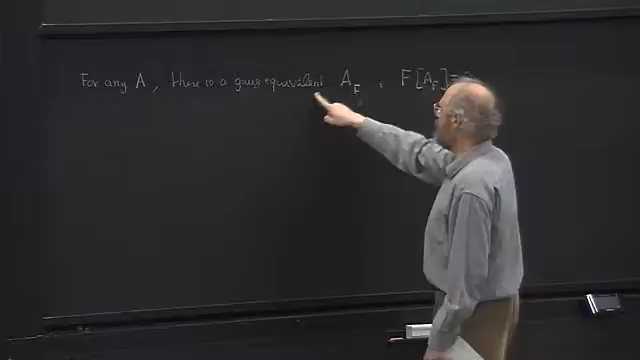 For any A, there is a gauge equivalent A_F, F[A_F]=